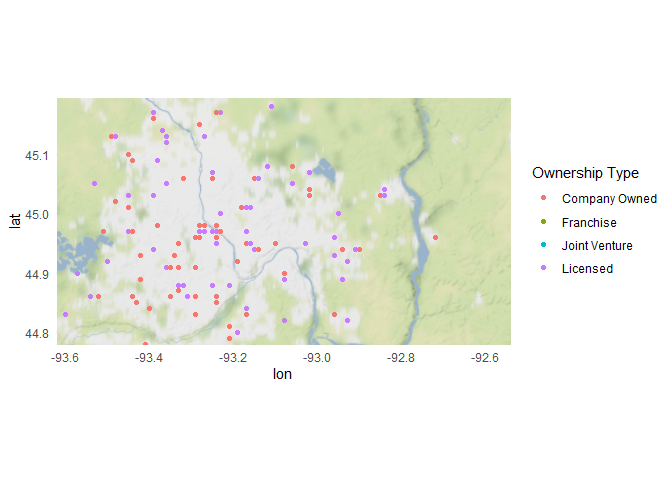 Ownership Type
Company Owned
Franchise
Joint Venture
Licensed
lat
45.1
45.0
44.9
44.8
-93.6 -93.4 -93.2 -93.0 -92.8 -92.6
lon